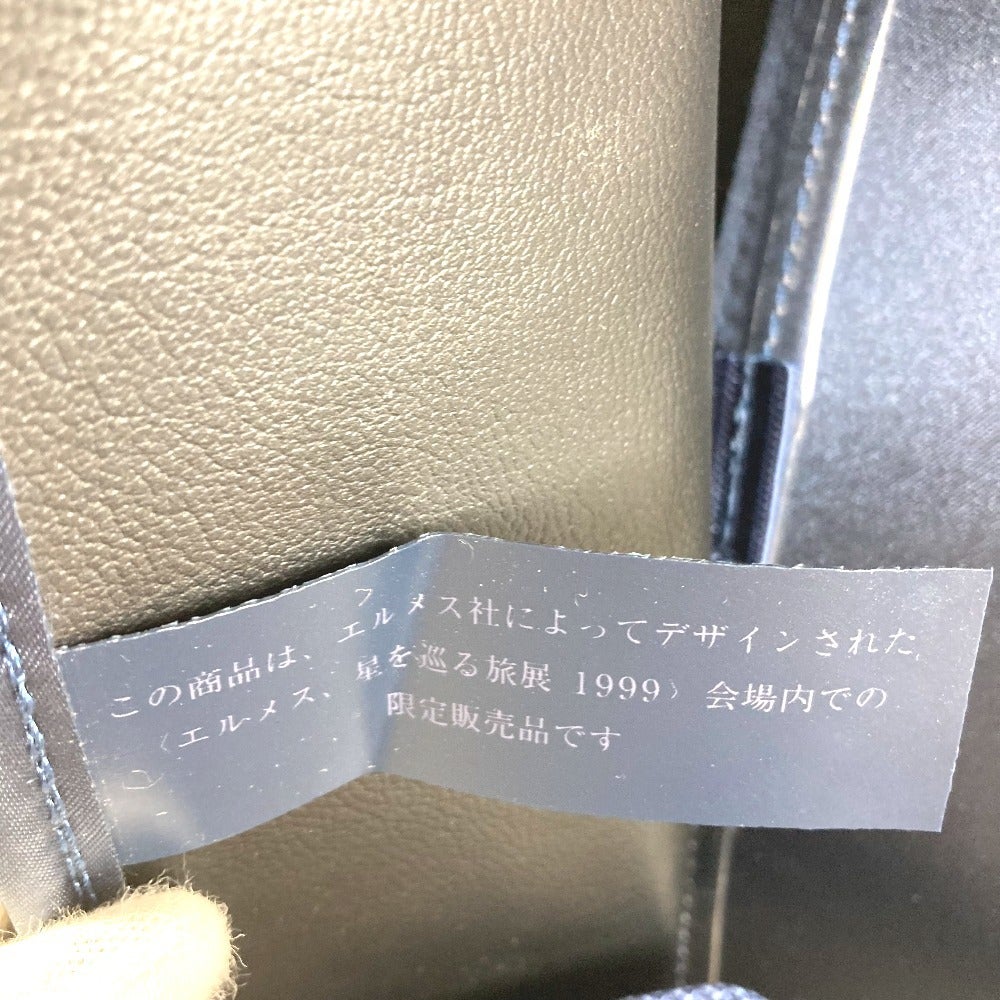 この商品は、エルメス社によってデザインされた
〈エルメス、星を巡る旅展 1999〉会場内での
限定販売品です